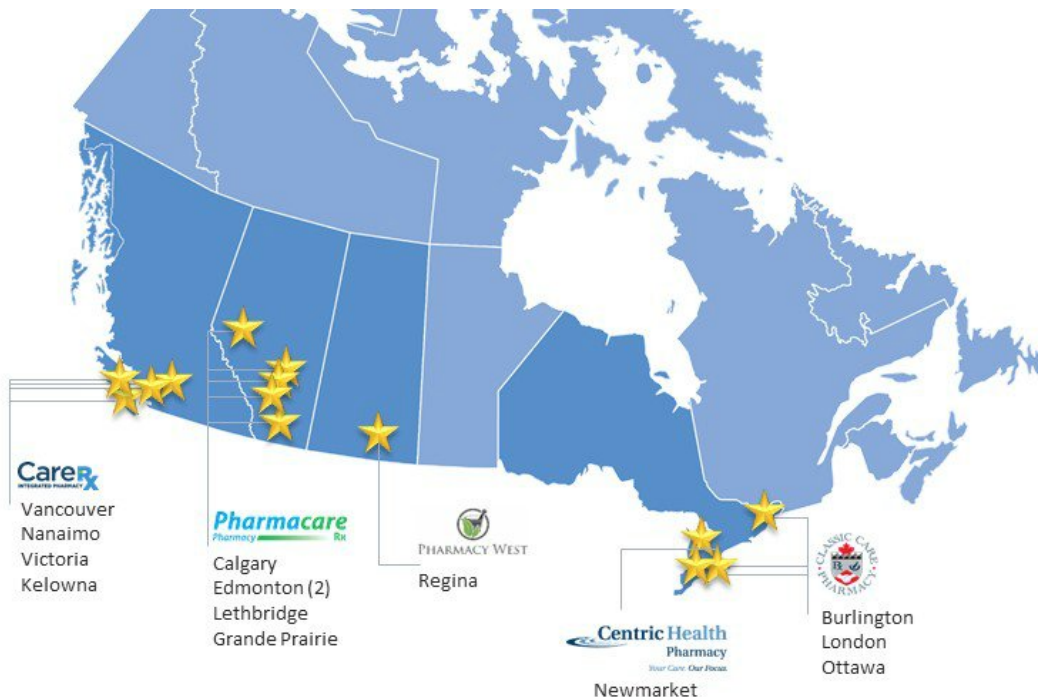 CareRx
INTEGRATED PHARMACY
Vancouver
Nanaimo
Victoria
Kelowna
Pharmacare
Pharmacy Rx
Calgary
Edmonton (2)
Lethbridge
Grande Prairie
PHARMACY WEST
Regina
Centric Health
Pharmacy
Your Care. Our Focus.
Newmarket
CLASSIC CARE
PHARMACY
Burlington
London
Ottawa